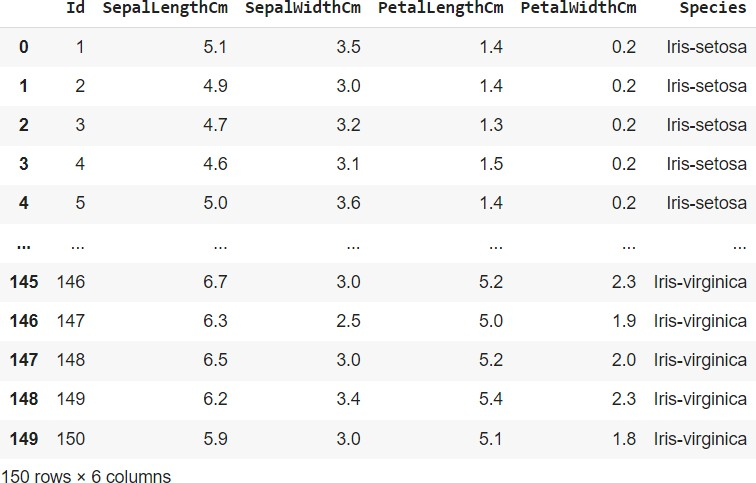 Id SepalLengthCm SepalWidthCm PetalLengthCm PetalWidthCm Species
0 1 5.1 3.5 1.4 0.2 Iris-setosa
1 2 4.9 3.0 1.4 0.2 Iris-setosa
2 3 4.7 3.2 1.3 0.2 Iris-setosa
3 4 4.6 3.1 1.5 0.2 Iris-setosa
4 5 5.0 3.6 1.4 0.2 Iris-setosa
... ... ... ... ... ... ...
145 146 6.7 3.0 5.2 2.3 Iris-virginica
146 147 6.3 2.5 5.0 1.9 Iris-virginica
147 148 6.5 3.0 5.2 2.0 Iris-virginica
148 149 6.2 3.4 5.4 2.3 Iris-virginica
149 150 5.9 3.0 5.1 1.8 Iris-virginica
150 rows × 6 columns